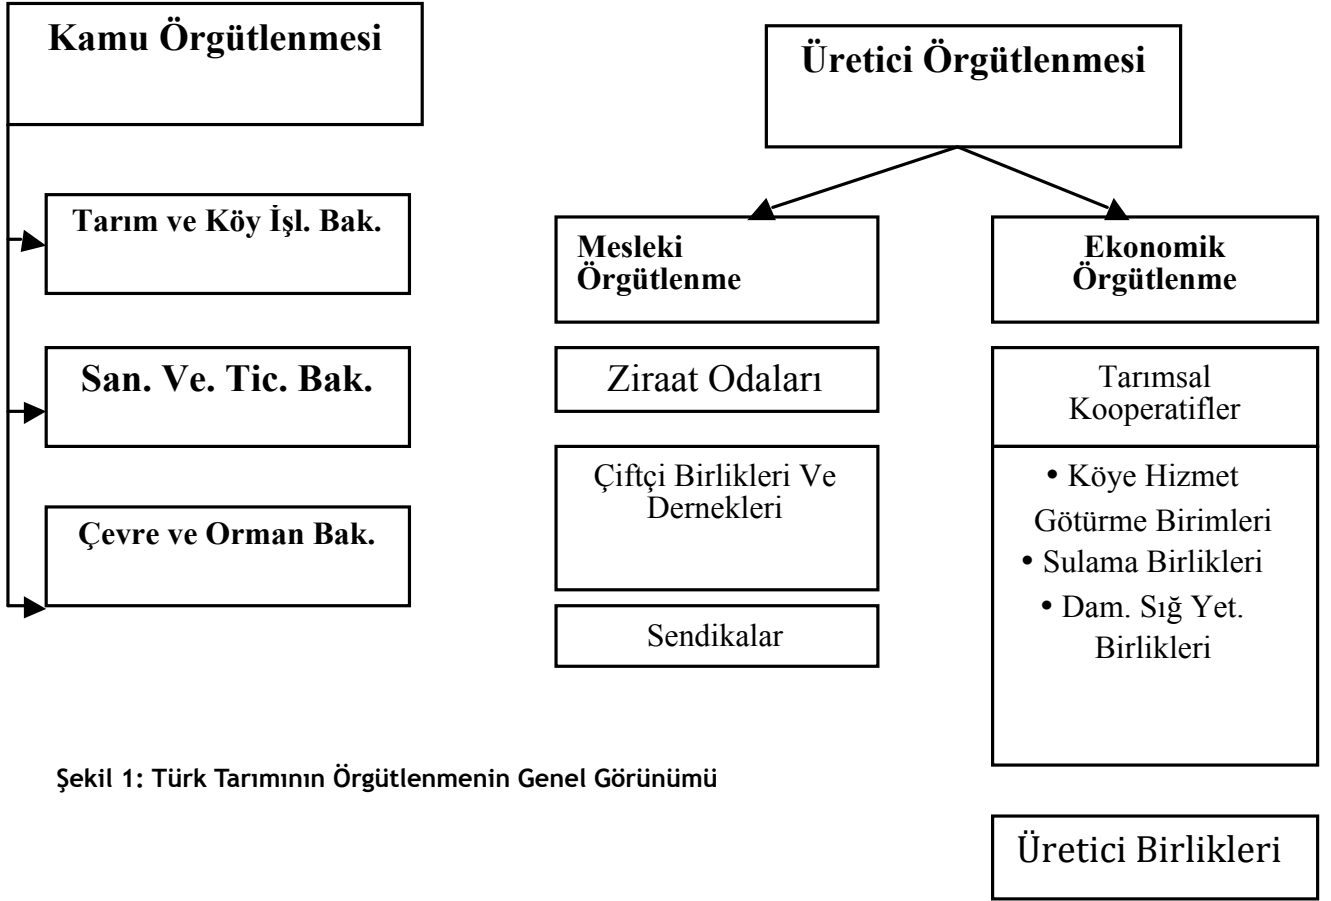 Kamu Örgütlenmesi
Tarım ve Köy İşl. Bak.
San. Ve. Tic. Bak.
Çevre ve Orman Bak.
Üretici Örgütlenmesi
Mesleki
Örgütlenme
Ziraat Odaları
Çiftçi Birlikleri Ve
Dernekleri
Sendikalar
Ekonomik
Örgütlenme
Tarımsal
Kooperatifler
• Köye Hizmet
Götürme Birimleri
• Sulama Birlikleri
• Dam. Sığ Yet.
Birlikleri
Üretici Birlikleri
Şekil 1: Türk Tarımının Örgütlenmenin Genel Görünümü